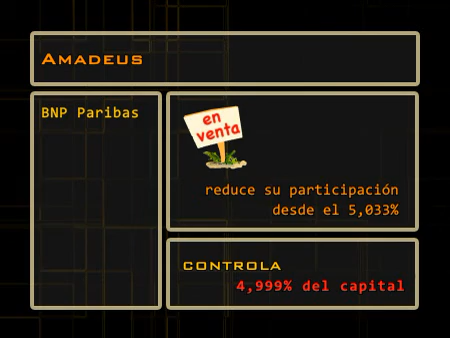 AMADEUS
BNP Paribas
en
venta
reduce su participación
desde el 5,033%
CONTROLA
4,999% del capital